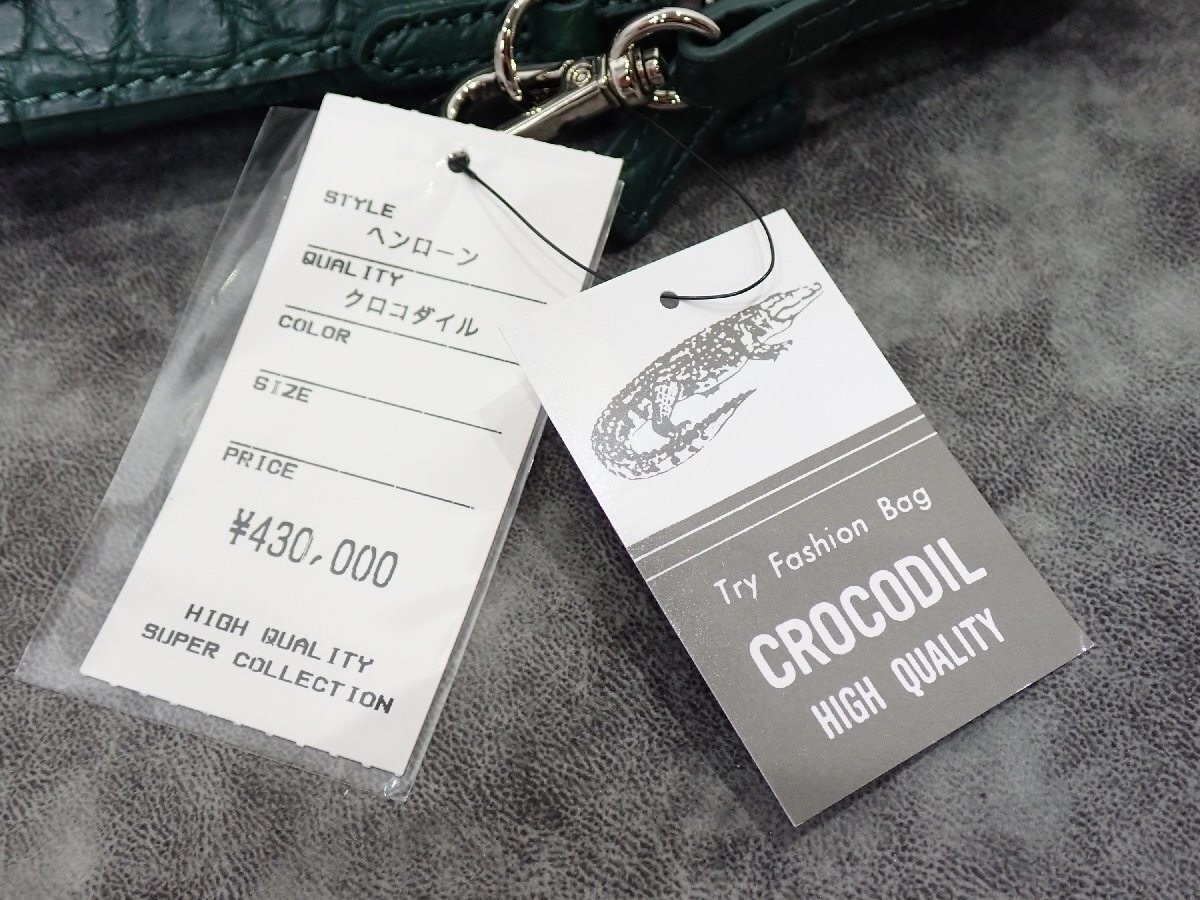 STYLE
ヘンローン
QUALITY
クロコダイル
COLOR
SIZE
PRICE
¥430,000
HIGH QUALITY
SUPER COLLECTION
Try Fashion Bag
CROCODIL
HIGH QUALITY